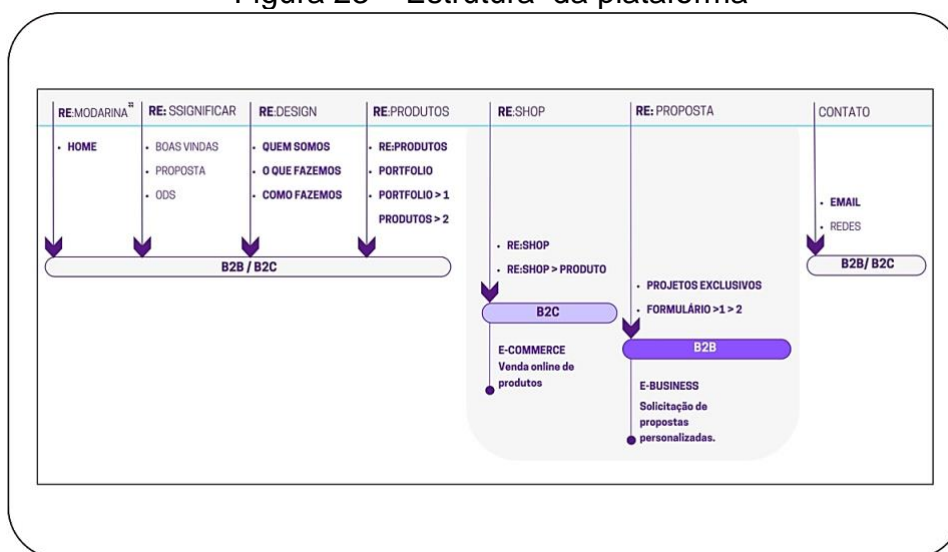 Estrutura da plataforma
RE:MODARINA
RE: SSIGNIFICAR
RE:DESIGN
RE:PRODUTOS
RE:SHOP
RE: PROPOSTA
CONTATO
• HOME
• BOAS VINDAS
• PROPOSTA
• ODS
• QUEM SOMOS
• O QUE FAZEMOS
• COMO FAZEMOS
• RE:PRODUTOS
• PORTFOLIO
• PORTFOLIO > 1
PRODUTOS > 2
B2B / B2C
• RE:SHOP
• RE:SHOP > PRODUTO
B2C
E-COMMERCE
Venda online de
produtos
• PROJETOS EXCLUSIVOS
• FORMULÁRIO >1 > 2
B2B
E-BUSINESS
Solicitação de
propostas
personalizadas.
• EMAIL
• REDES
B2B/ B2C